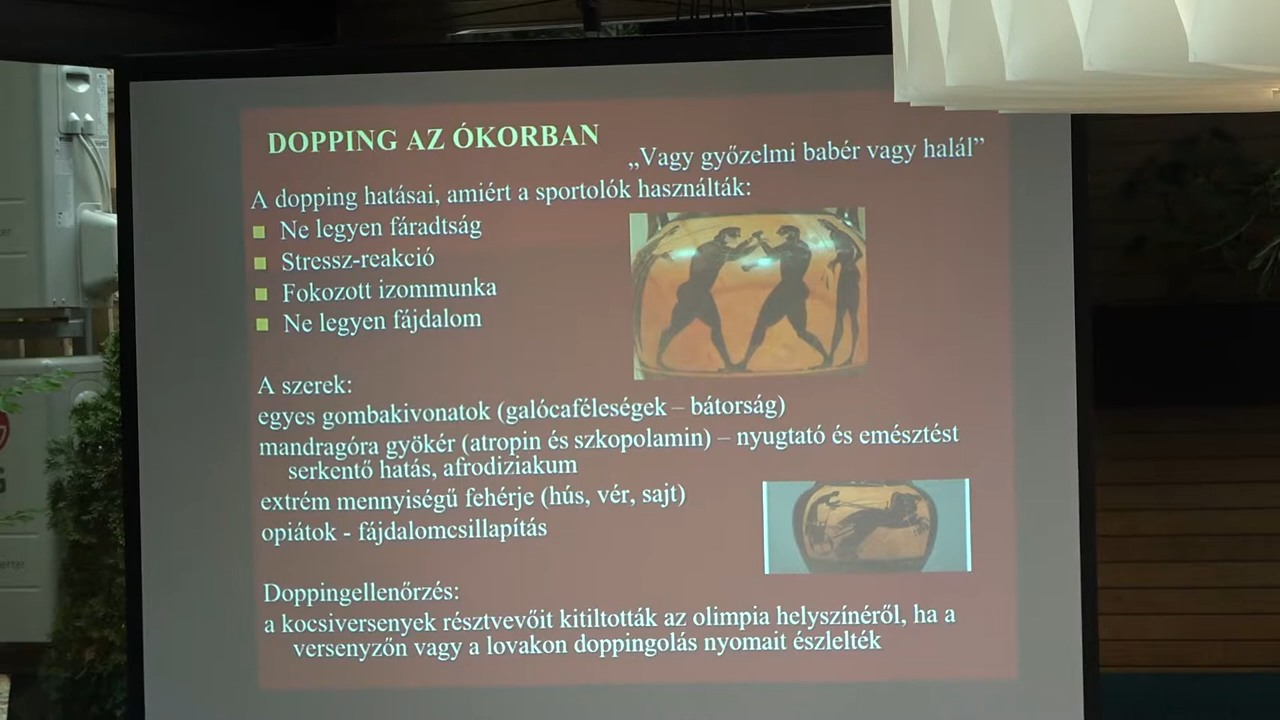 DOPPING AZ ÓKORBAN
„Vagy győzelmi babér vagy halál”
A dopping hatásai, amiért a sportolók használták:
Ne legyen fáradtság
Stressz-reakció
Fokozott izommunka
Ne legyen fájdalom
A szerek:
egyes gombakivonatok (galócaféleségek – bátorság)
mandragóra gyökér (atropin és szkopolamin) – nyugtató és emésztést
serkentő hatás, afrodiziakum
extrém mennyiségű fehérje (hús, vér, sajt)
opiátok - fájdalomcsillapítás
Doppingellenőrzés:
a kocsiversenyek résztvevőit kitiltották az olimpia helyszínéről, ha a
versenyzőn vagy a lovakon doppingolás nyomait észlelték